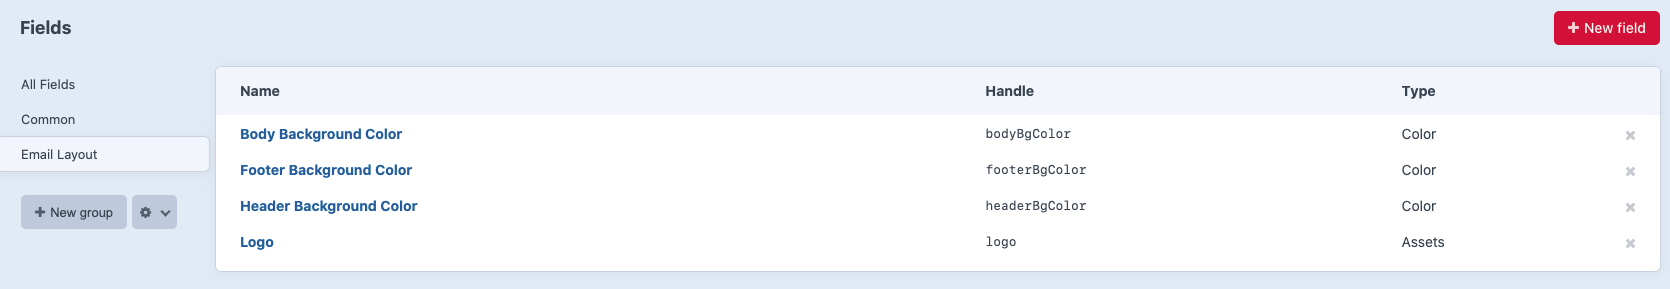 Fields
New field
All Fields
Common
Email Layout
New group
Name Handle Type
Body Background Color bodyBgColor Color
Footer Background Color footerBgColor Color
Header Background Color headerBgColor Color
Logo logo Assets